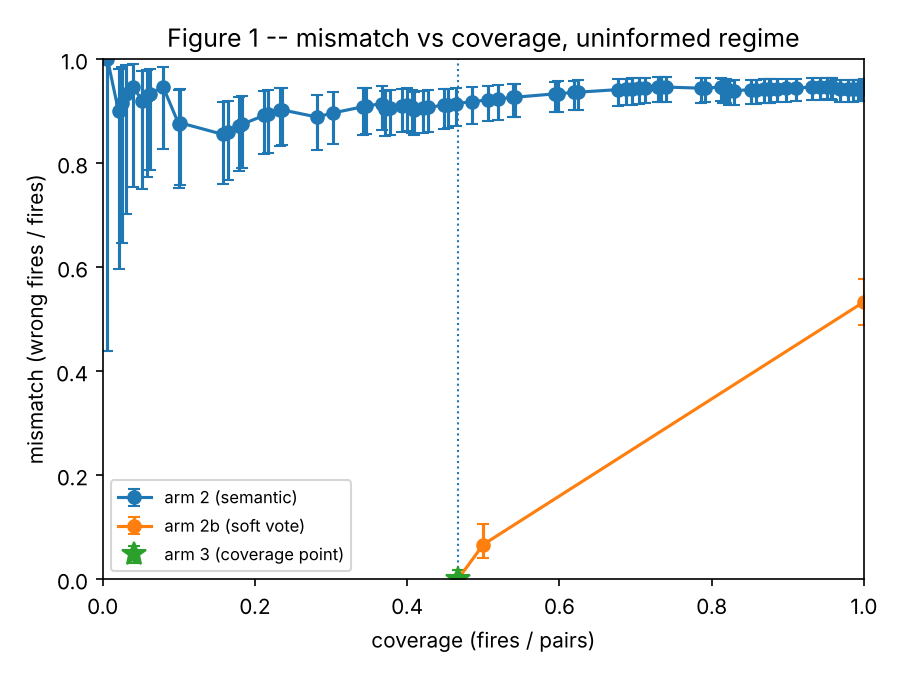 Figure 1 -- mismatch vs coverage, uninformed regime
mismatch (wrong fires / fires)
1.0
0.8
0.6
0.4
0.2
0.0
arm 2 (semantic)
arm 2b (soft vote)
arm 3 (coverage point)
0.0 0.2 0.4 0.6 0.8 1.0
coverage (fires / pairs)